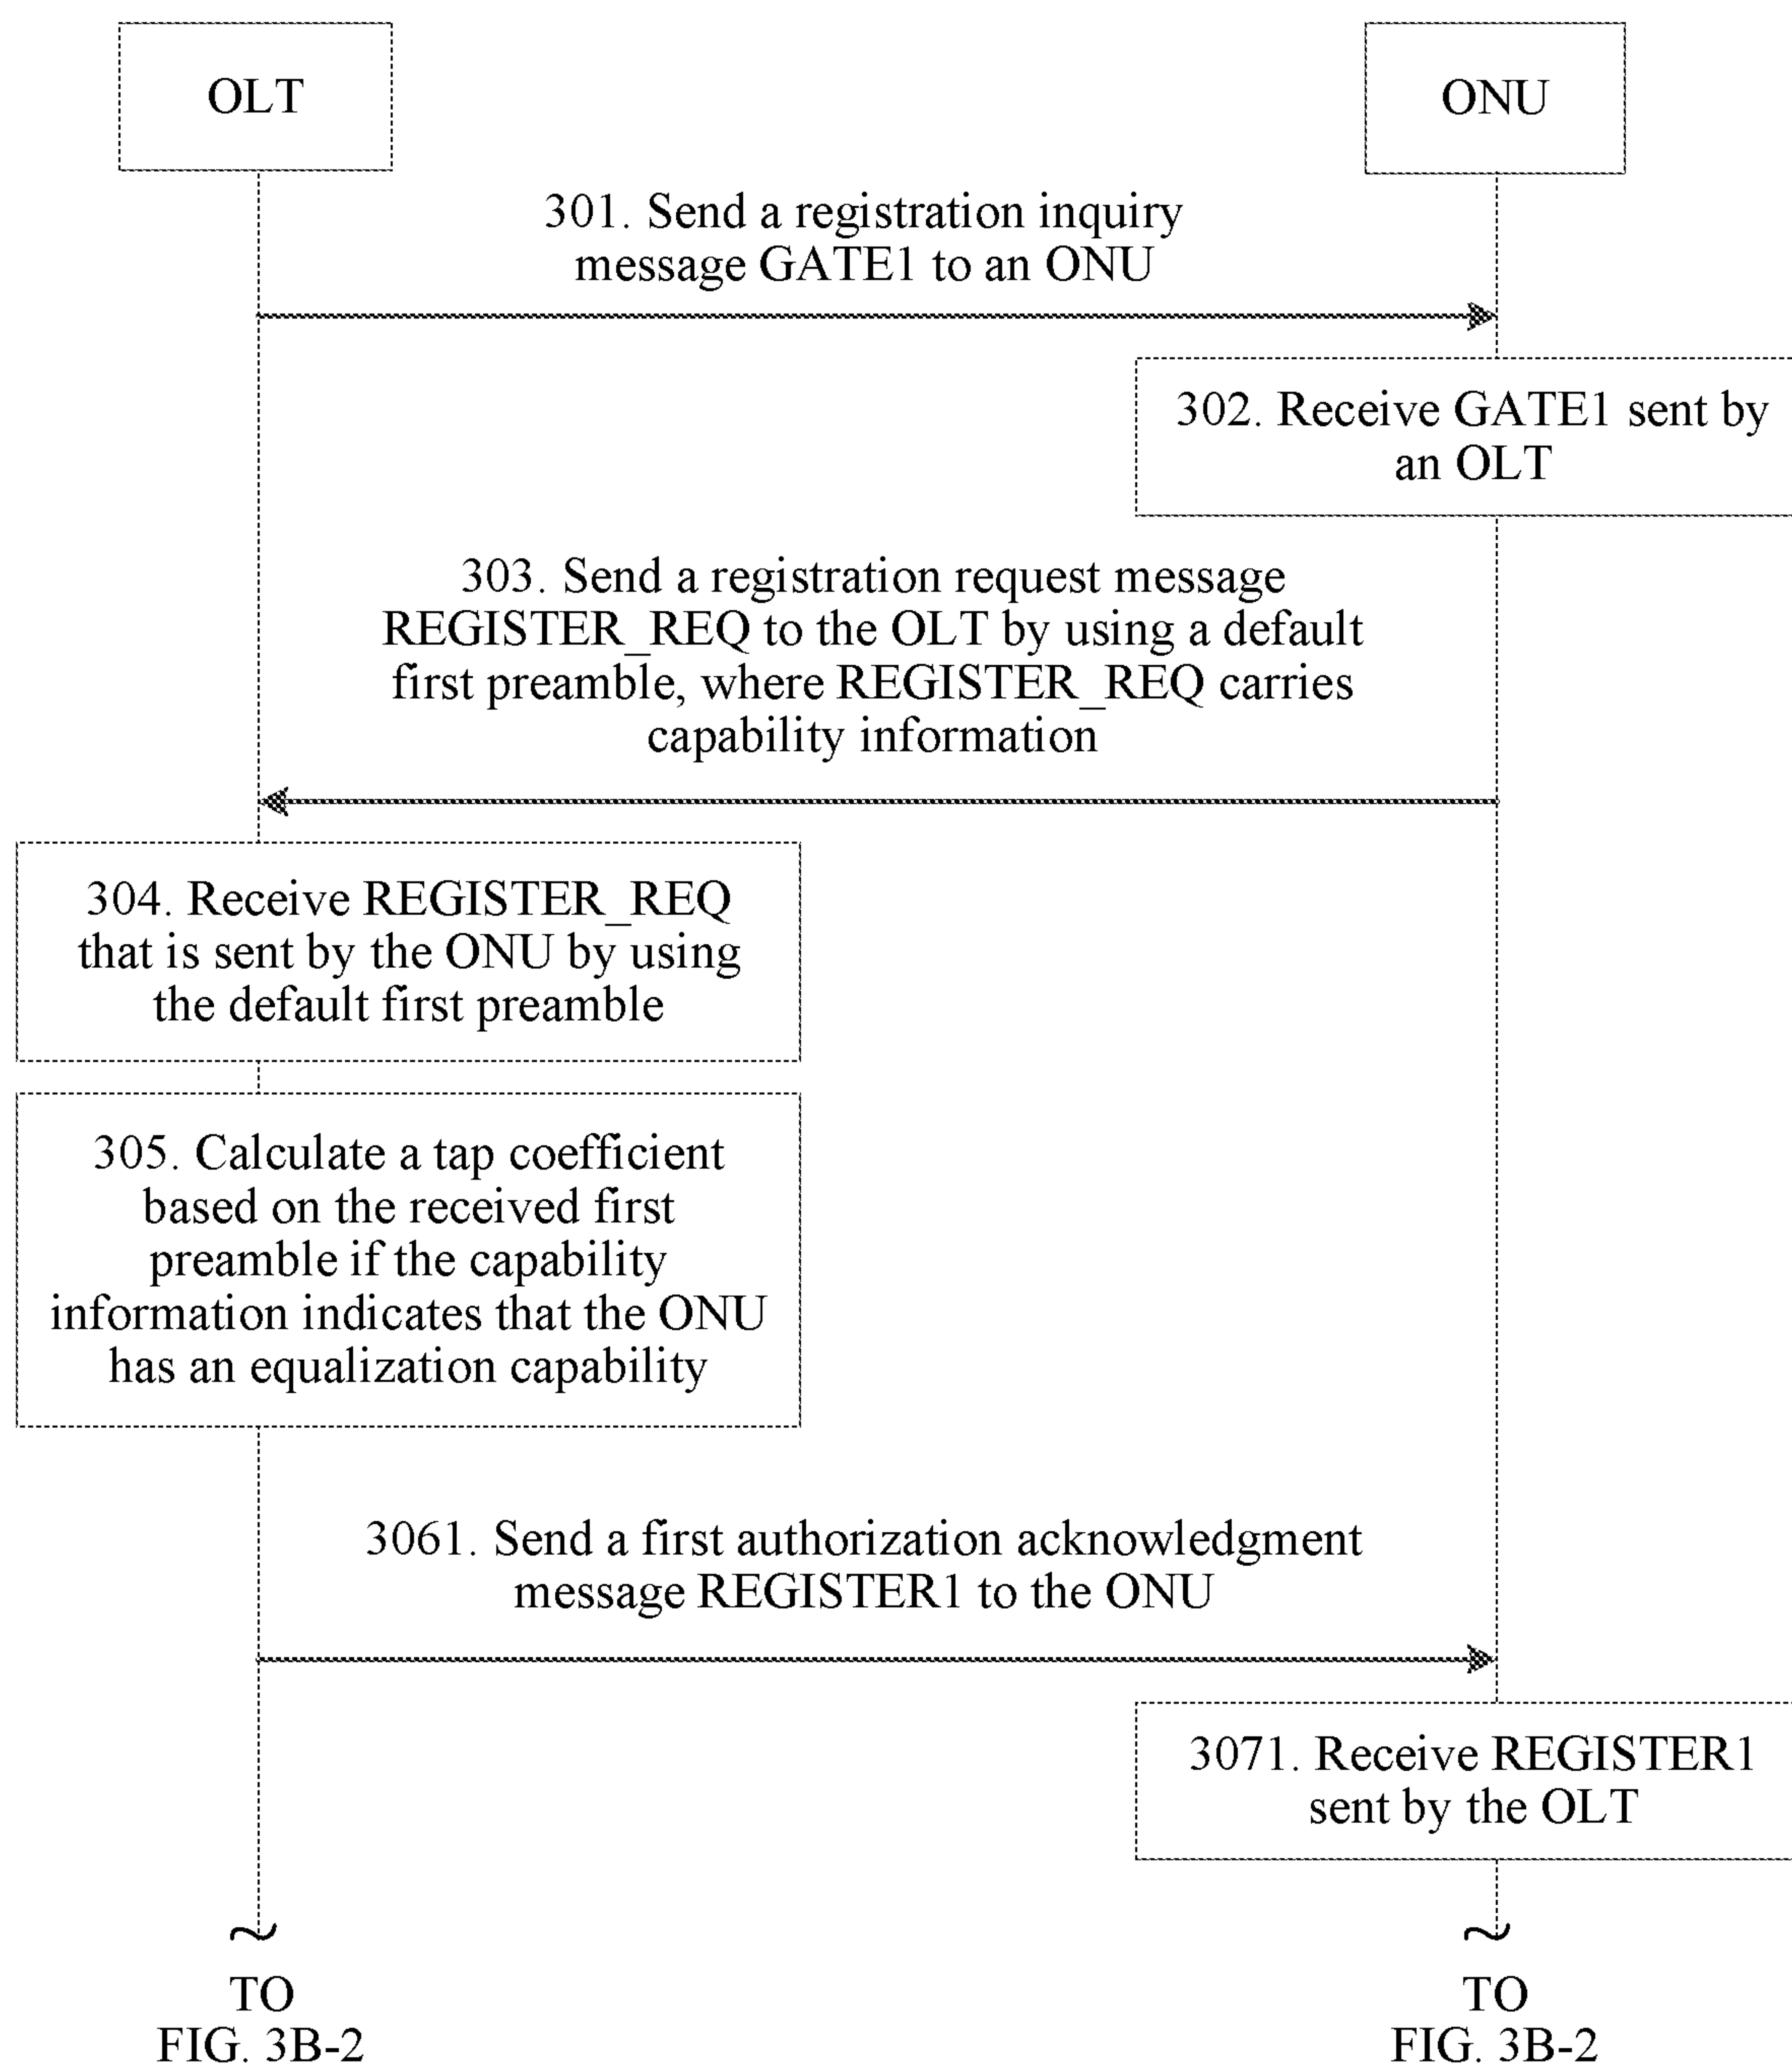 OLT
ONU
301. Send a registration inquiry
message GATE1 to an ONU
302. Receive GATE1 sent by
an OLT
303. Send a registration request message
REGISTER_REQ to the OLT by using a default
first preamble, where REGISTER_REQ carries
capability information
304. Receive REGISTER_REQ
that is sent by the ONU by using
the default first preamble
305. Calculate a tap coefficient
based on the received first
preamble if the capability
information indicates that the ONU
has an equalization capability
3061. Send a first authorization acknowledgment
message REGISTER1 to the ONU
3071. Receive REGISTER1
sent by the OLT
TO
FIG. 3B-2
TO
FIG. 3B-2